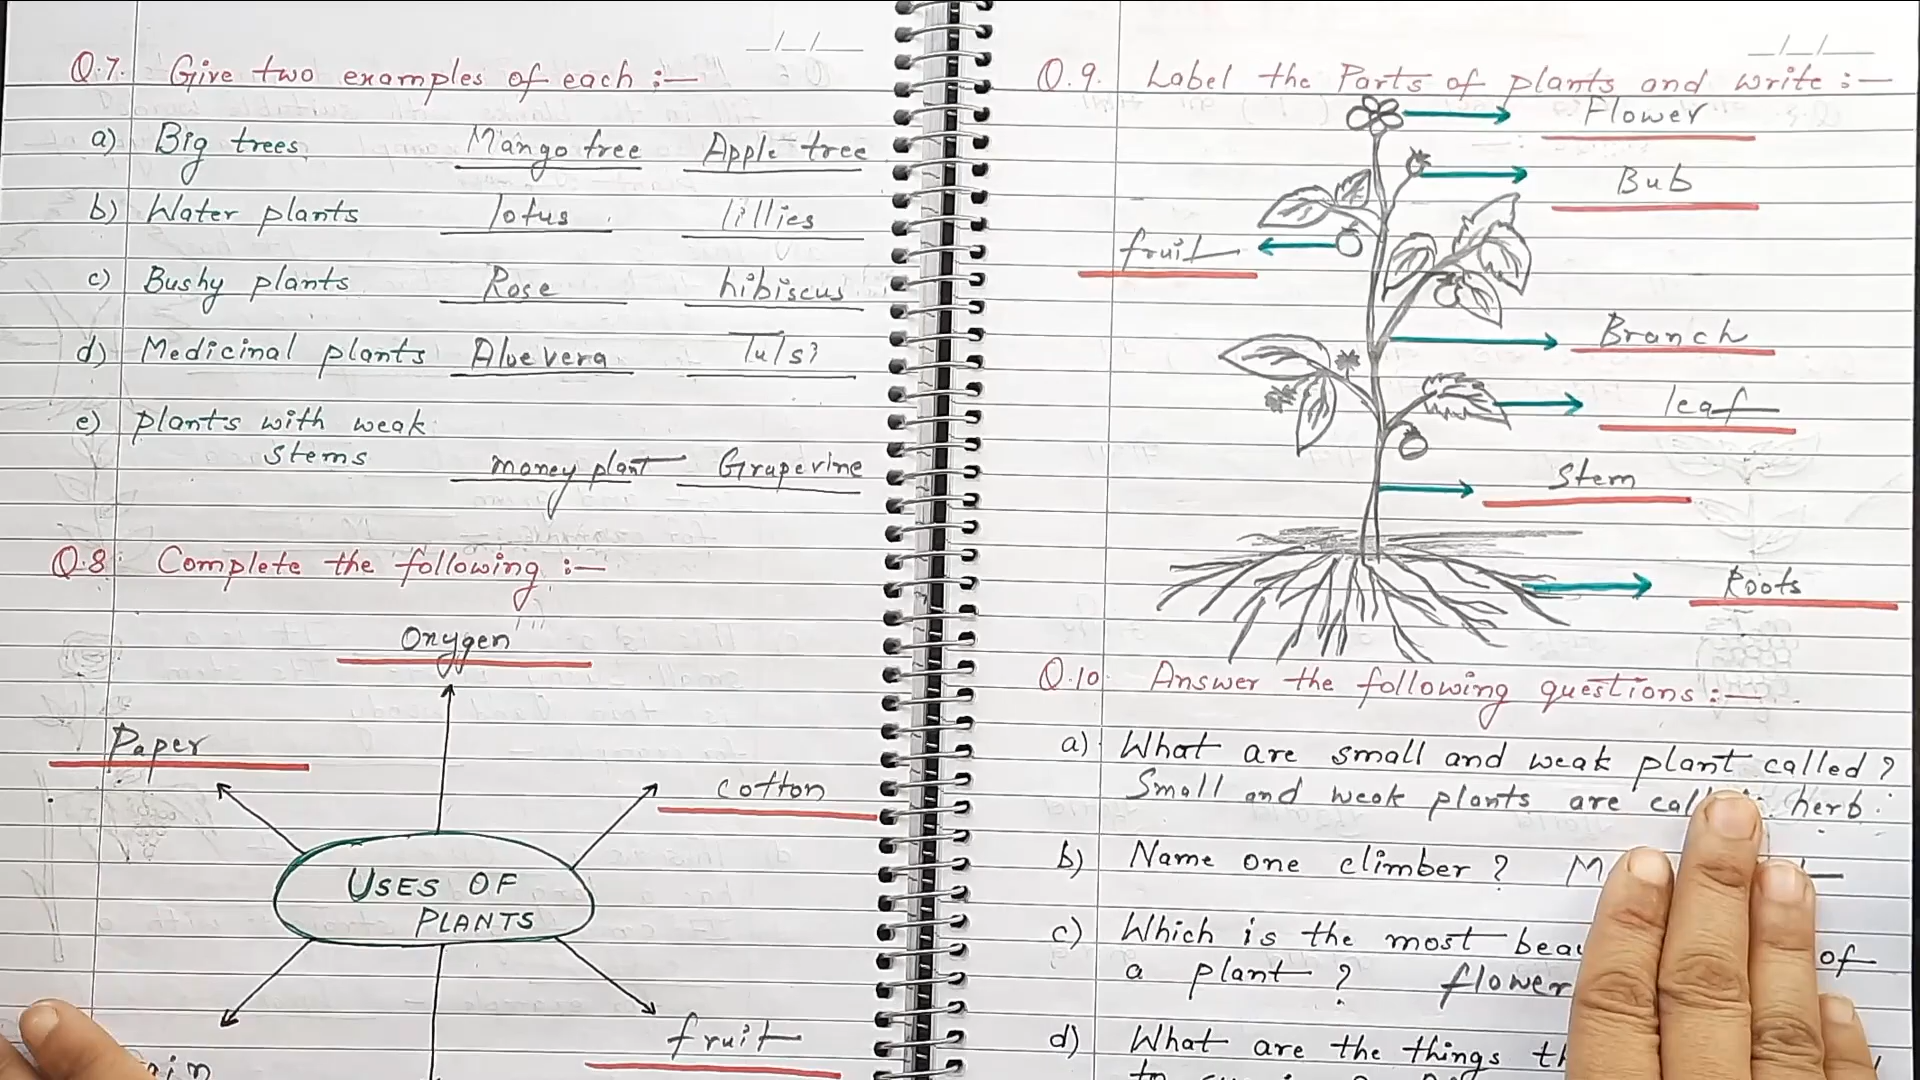 _/_/__
Q.7. Give two examples of each :—
a) Big trees Mango tree Apple tree
b) Water plants lotus lillies
c) Bushy plants Rose hibiscus
d) Medicinal plants Aloevera Tulsi
e) plants with weak
stems money plant Grapevine
Q.8 Complete the following :—
Oxygen
Paper
cotton
USES OF
PLANTS
fruit
_/_/__
Q.9. Label the Parts of plants and write :—
Flower
Bub
fruit
Branch
leaf
Stem
Roots
Q.10. Answer the following questions :—
a) What are small and weak plant called ?
Small and weak plants are herb.
b) Name one climber ?
c) Which is the most of
a plant ? flower
d) What are the things